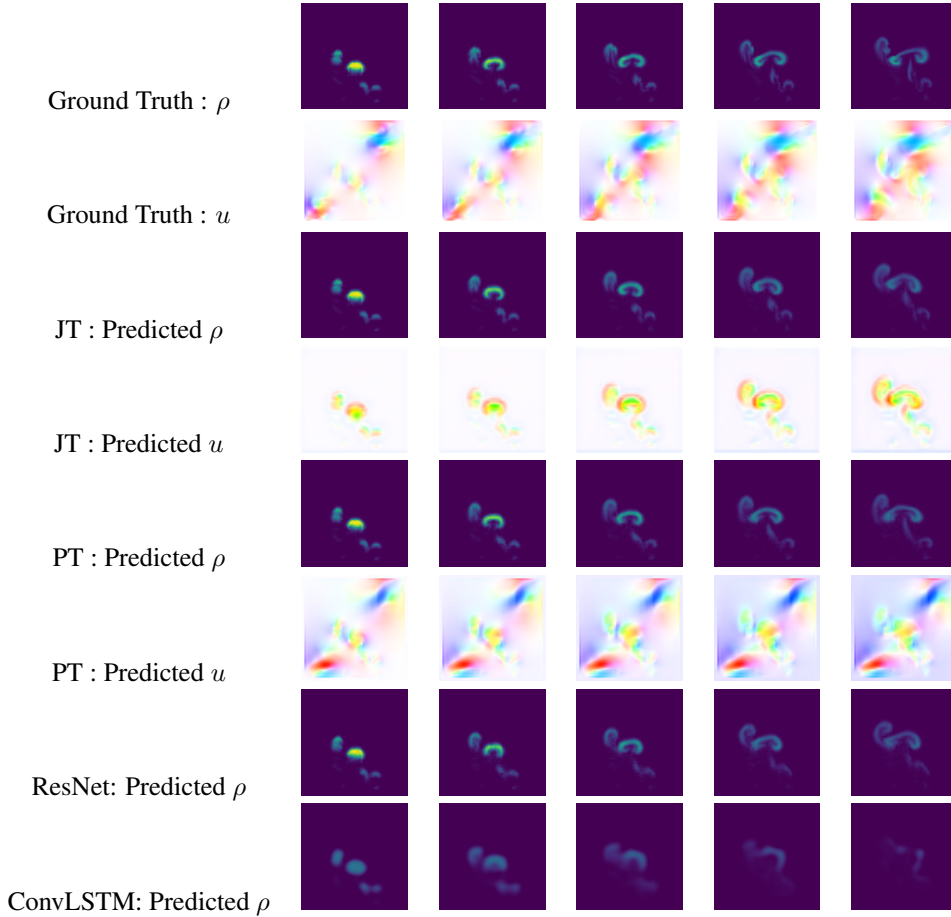 Ground Truth : ρ
Ground Truth : u
JT : Predicted ρ
JT : Predicted u
PT : Predicted ρ
PT : Predicted u
ResNet: Predicted ρ
ConvLSTM: Predicted ρ